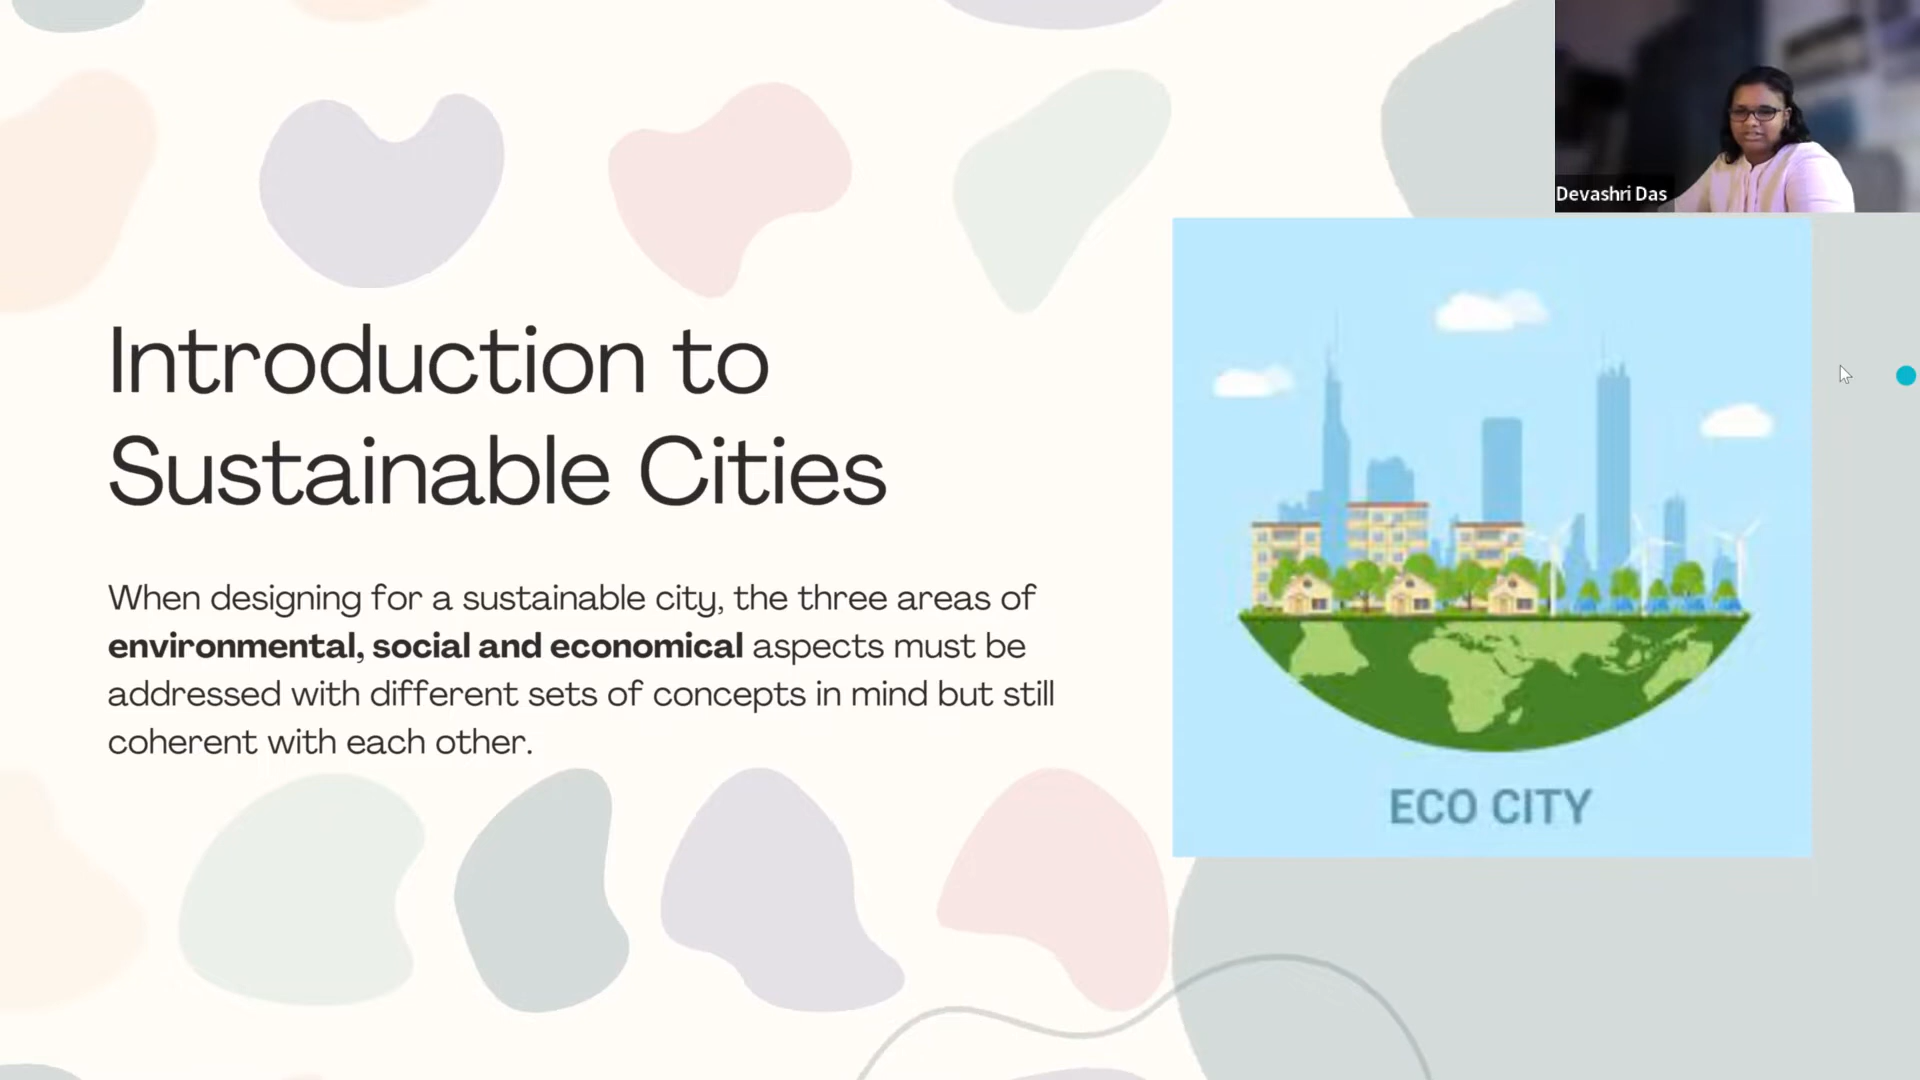 Devashri Das
Introduction to
Sustainable Cities
When designing for a sustainable city, the three areas of
environmental, social and economical aspects must be
addressed with different sets of concepts in mind but still
coherent with each other.
ECO CITY